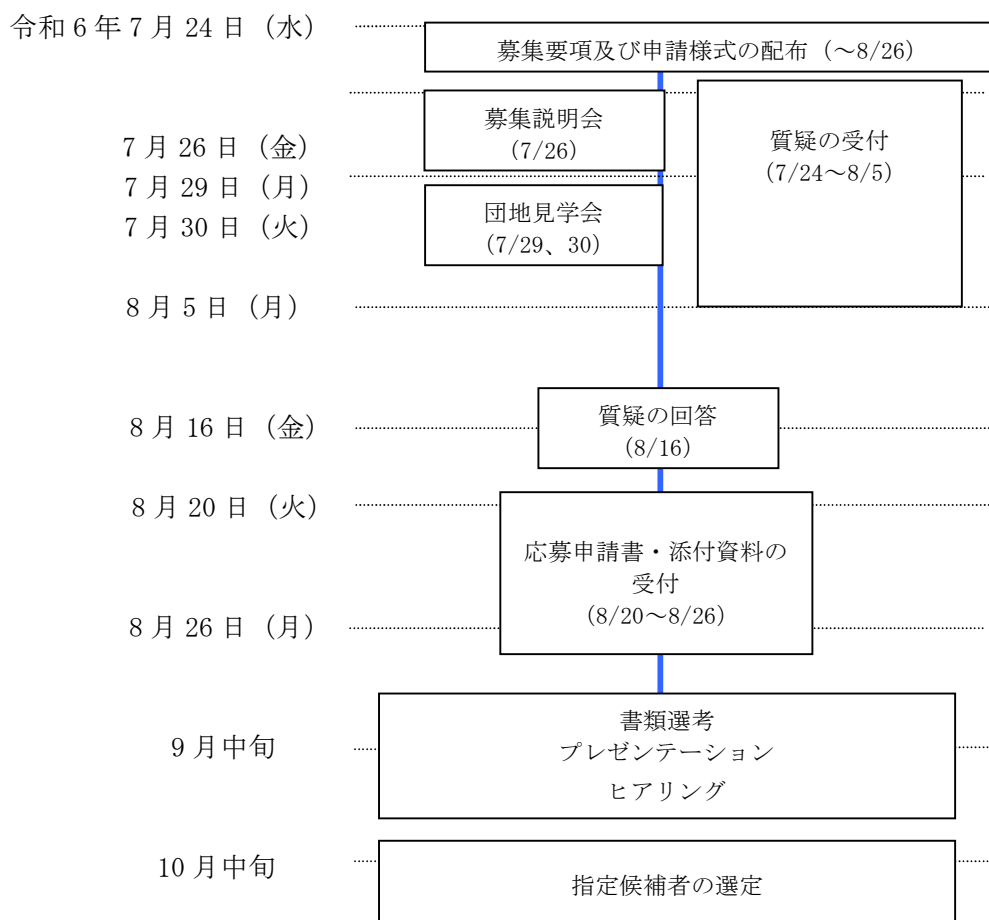 令和6年7月24日（水）
募集要項及び申請様式の配布（～8/26）
募集説明会
（7/26）
質疑の受付
（7/24～8/5）
7月26日（金）
7月29日（月）
7月30日（火）
団地見学会
（7/29、30）
8月5日（月）
8月16日（金）
質疑の回答
（8/16）
8月20日（火）
応募申請書・添付資料の
受付
（8/20～8/26）
8月26日（月）
9月中旬
書類選考
プレゼンテーション
ヒアリング
10月中旬
指定候補者の選定